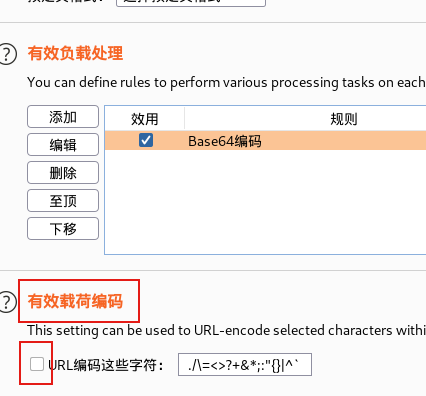 有效负载处理
You can define rules to perform various processing tasks on each
添加
效用 规则
编辑
Base64编码
删除
至顶
下移
有效载荷编码
This setting can be used to URL-encode selected characters withi
URL编码这些字符： ./\=<>?+&*;:"{}|^`